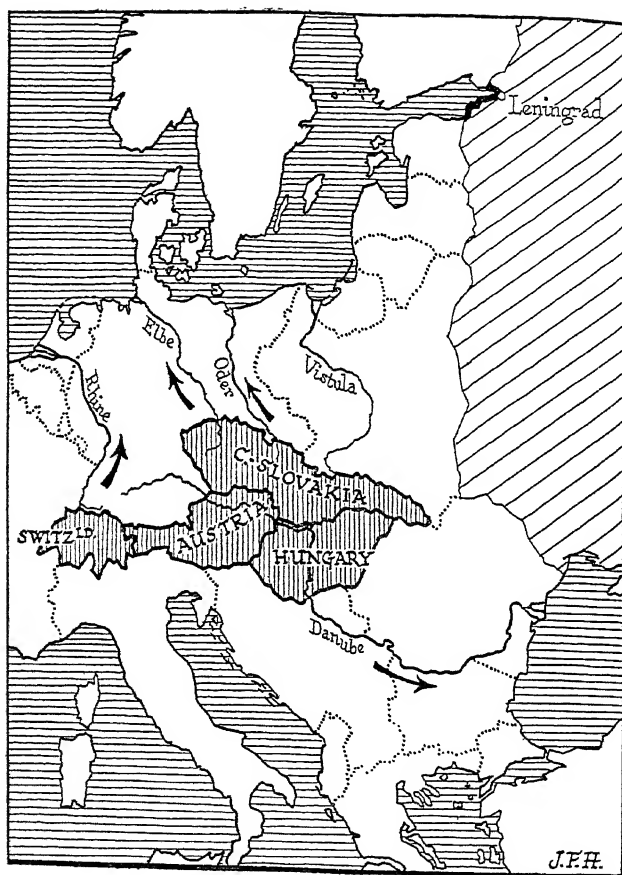 Leningrad
Elbe
Oder
Vistula
Rhine
C. SLOVAKIA
SWITZ LD.
AUSTRIA
HUNGARY
Danube
J.F.H.